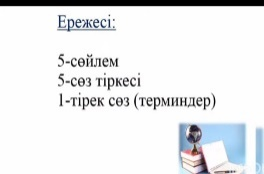 Ережесі:
5-сөйлем
5-сөз тіркесі
1-тірек сөз (терминдер)